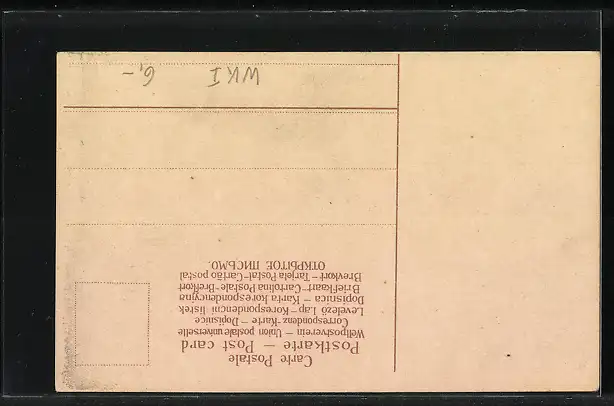 Carte Postale
Postkarte — Post card
Weltpostverein — Union postale universelle
Correspondenz-Karte – Dopisnice
Levelező Lap – Korespondenční lístek
Dopisnica – Karta korespondencyjna
Briefkaart–Cartolina Postale–Brefkort
Brevkort – Tarjeta Postal–Cartão postal
ОТКРЫТОЕ ПИСЬМО.
WKI 6,–